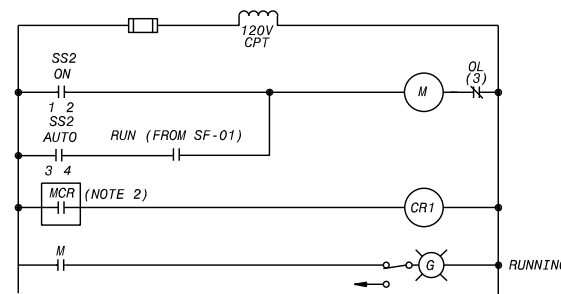 120V
CPT
SS2
ON
OL
(3)
M
1 2
SS2
AUTO
RUN (FROM SF-01)
3 4
MCR (NOTE 2)
CR1
M
G
RUNNING